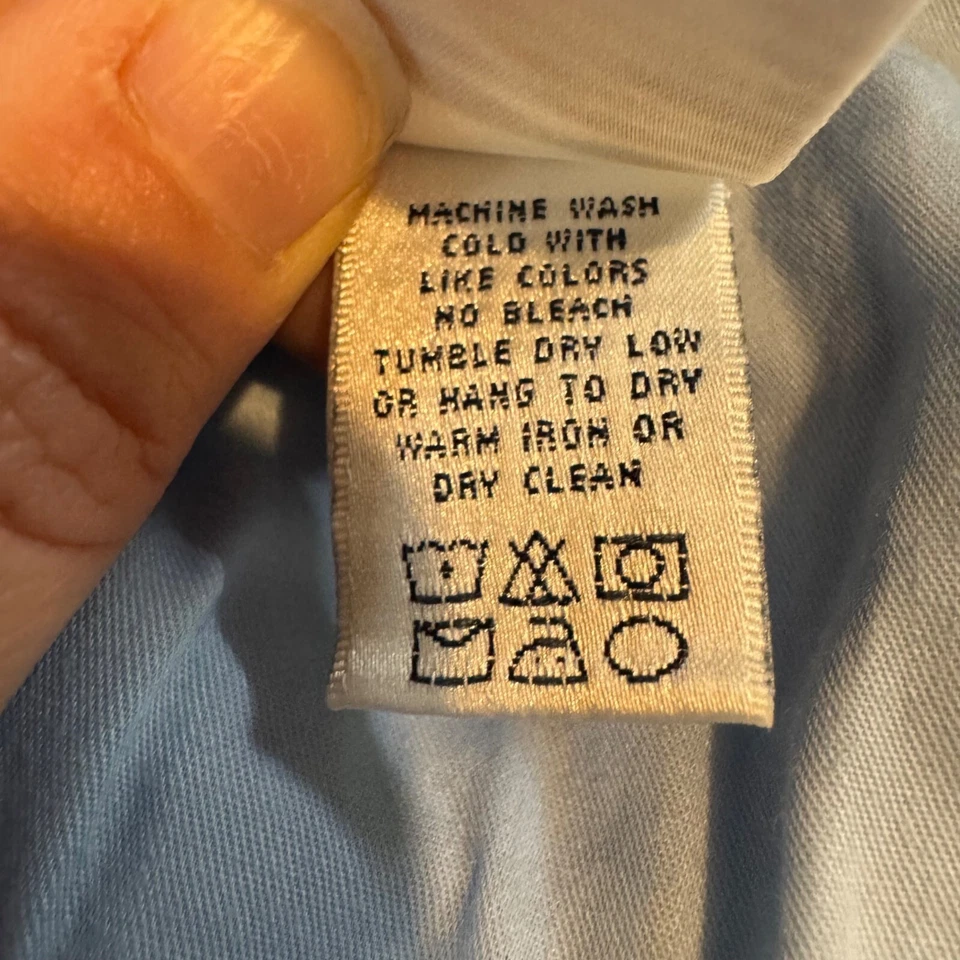 MACHINE WASH
COLD WITH
LIKE COLORS
NO BLEACH
TUMBLE DRY LOW
OR HANG TO DRY
WARM IRON OR
DRY CLEAN